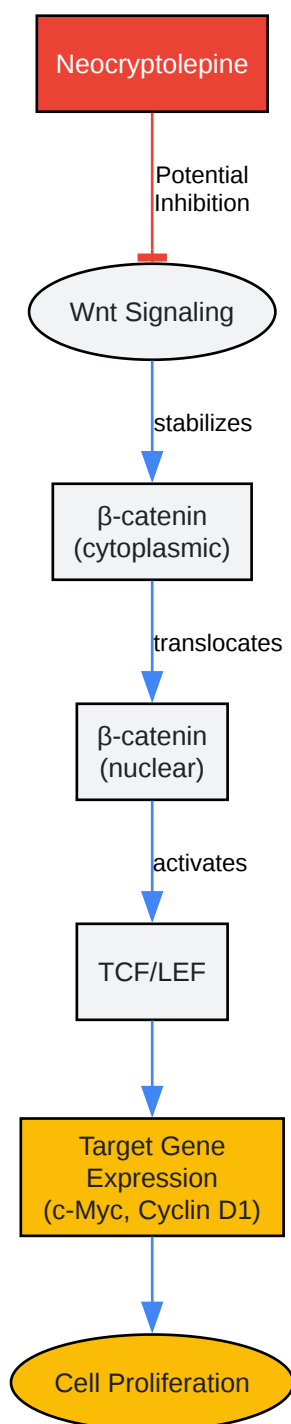 Neocryptolepine
Potential
Inhibition
Wnt Signaling
stabilizes
β-catenin
(cytoplasmic)
translocates
β-catenin
(nuclear)
activates
TCF/LEF
Target Gene
Expression
(c-Myc, Cyclin D1)
Cell Proliferation